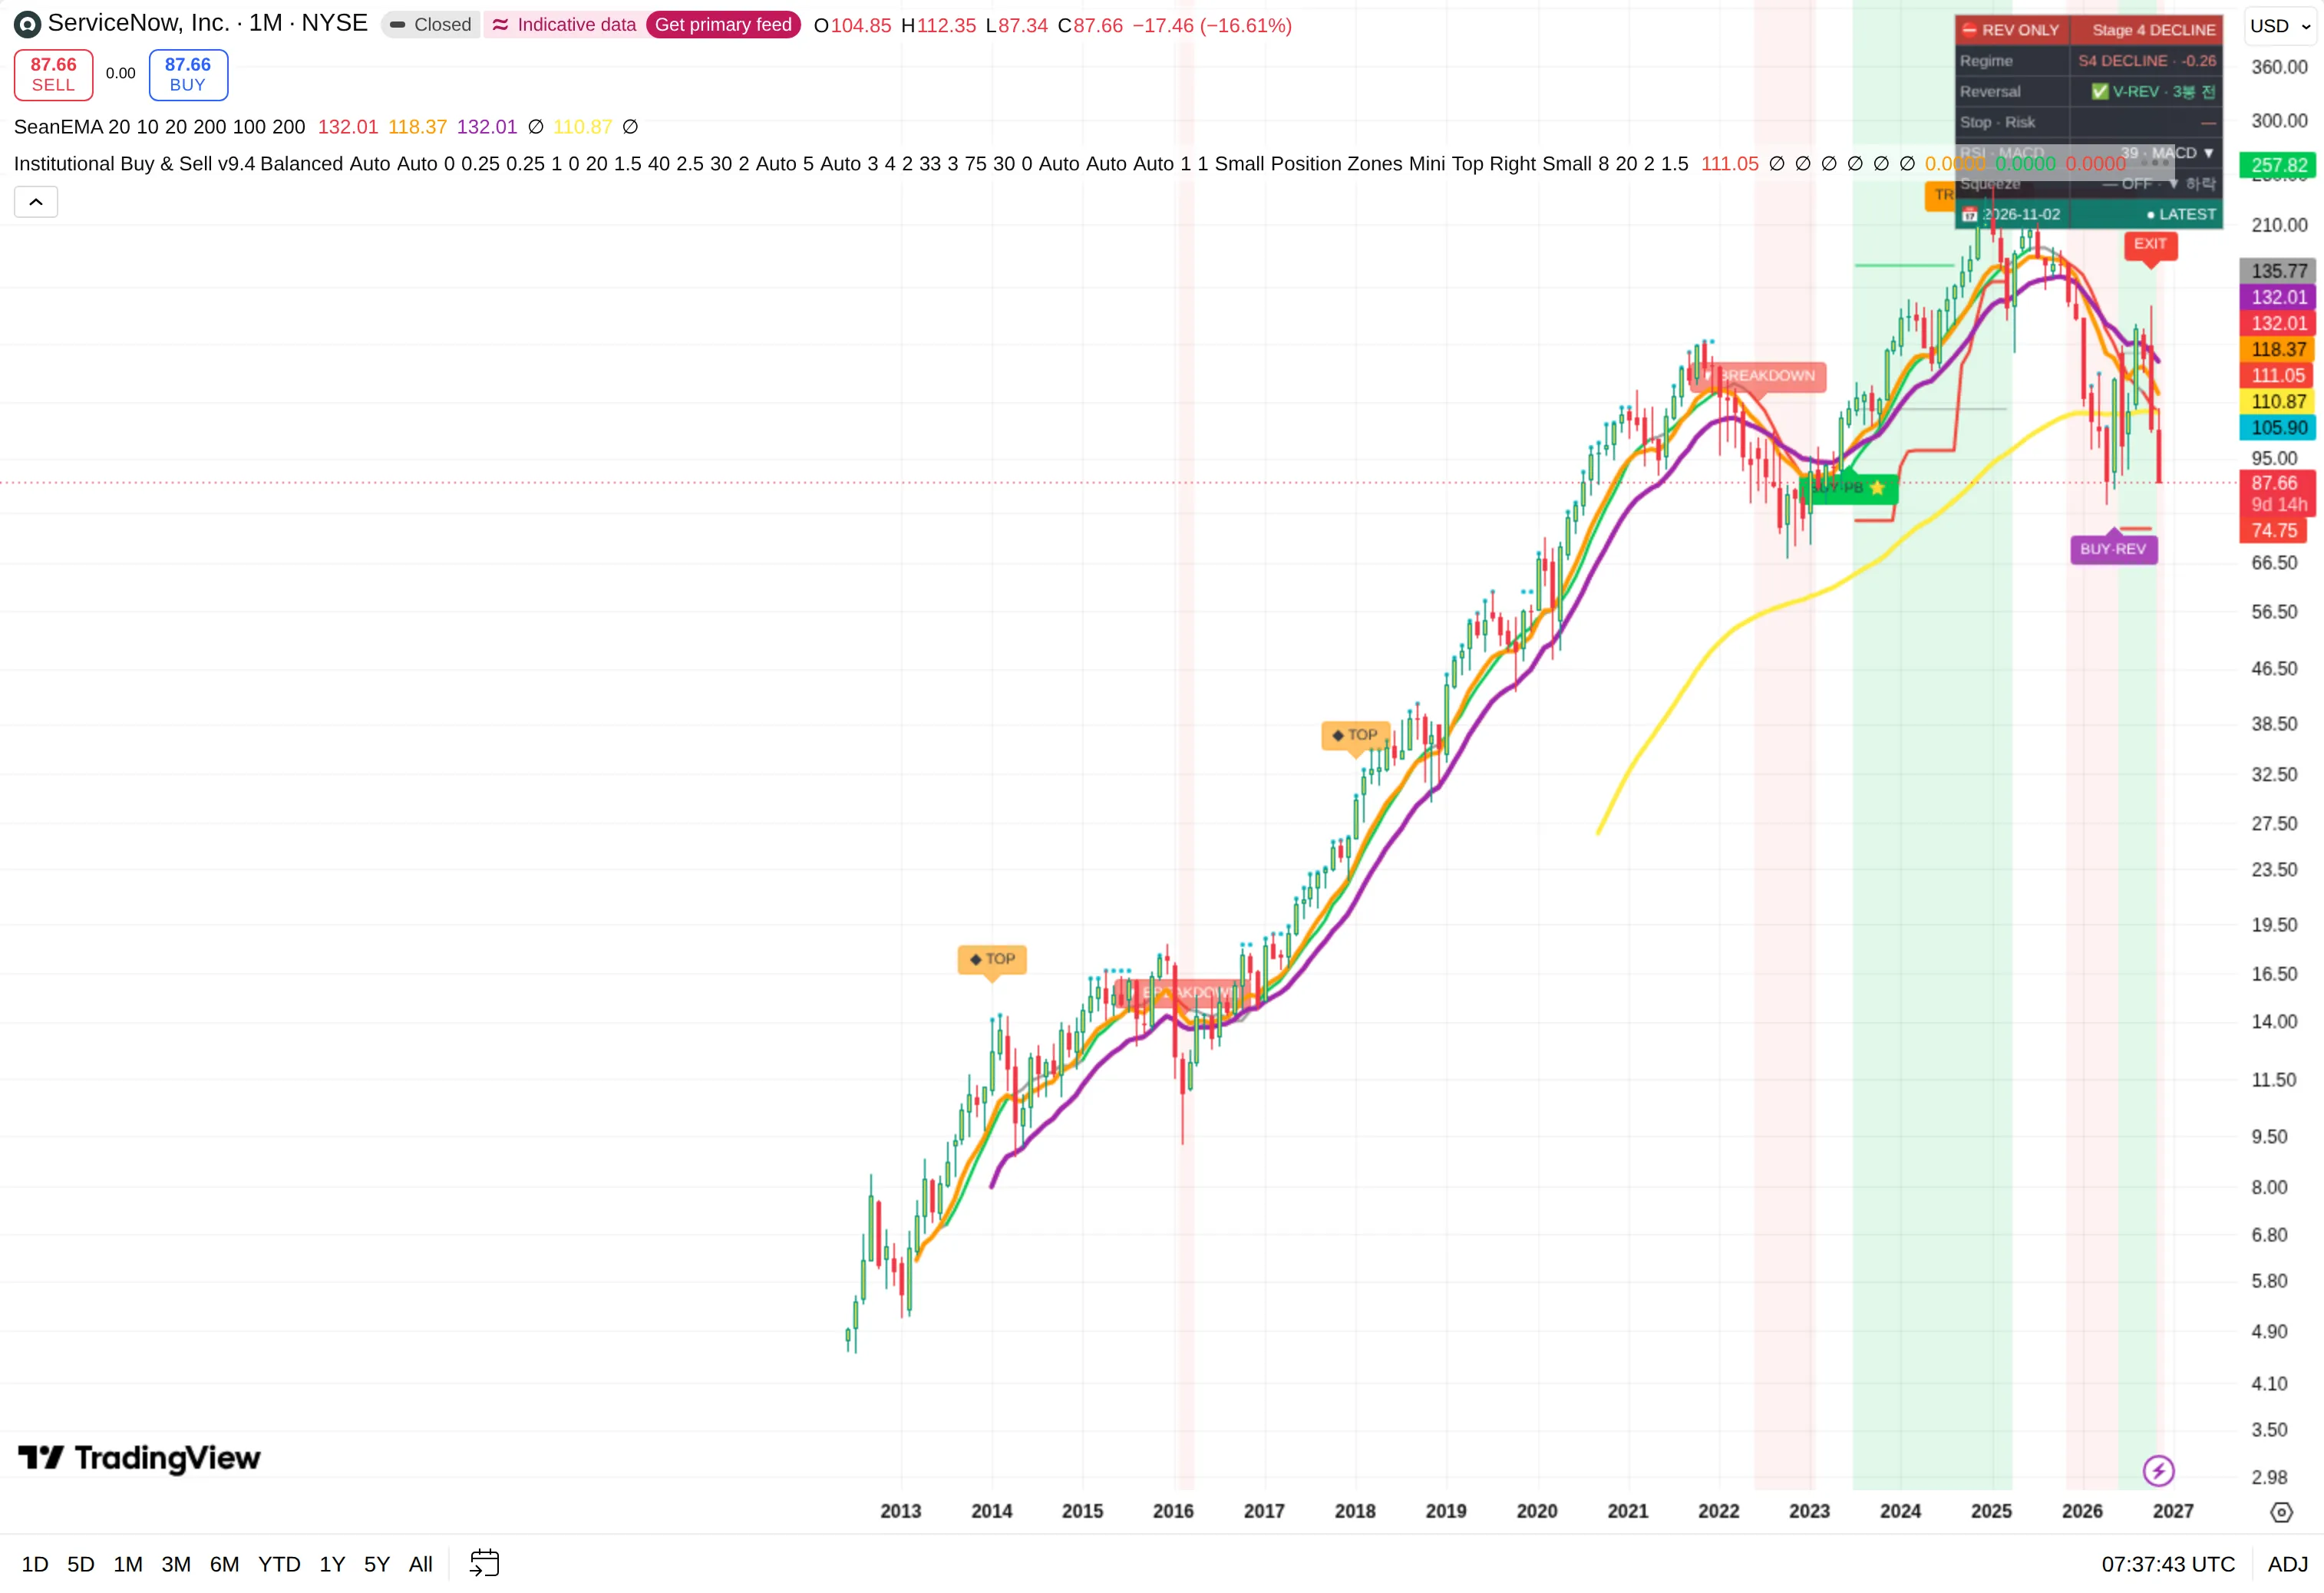 ServiceNow, Inc. · 1M · NYSE Closed Indicative data Get primary feed O104.85 H112.35 L87.34 C87.66 −17.46 (−16.61%)
87.66 SELL 0.00 87.66 BUY
SeanEMA 20 10 20 200 100 200 132.01 118.37 132.01 ∅ 110.87 ∅
Institutional Buy & Sell v9.4 Balanced Auto Auto 0 0.25 0.25 1 0 20 1.5 40 2.5 30 2 Auto 5 Auto 3 4 2 33 3 75 30 0 Auto Auto Auto 1 1 Small Position Zones Mini Top Right Small 8 20 2 1.5 111.05 ∅ ∅ ∅ ∅ ∅ ∅ 0.0000 0.0000 0.0000
REV ONLY Stage 4 DECLINE
Regime S4 DECLINE · -0.26
Reversal ✅ V-REV · 3봉 전
Stop · Risk —
RSI · MACD 39 · MACD ▼
Squeeze — OFF · ▼ 하락
2026-11-02 ● LATEST
USD
360.00
300.00
257.82
210.00
135.77
132.01
132.01
118.37
111.05
110.87
105.90
95.00
87.66
9d 14h
74.75
66.50
56.50
46.50
38.50
32.50
27.50
23.50
19.50
16.50
14.00
11.50
9.50
8.00
6.80
5.80
4.90
4.10
3.50
2.98
EXIT
BREAKDOWN
BUY-PB ⭐
BUY-REV
◆ TOP
◆ TOP
BREAKDOWN
TradingView
2013 2014 2015 2016 2017 2018 2019 2020 2021 2022 2023 2024 2025 2026 2027
1D 5D 1M 3M 6M YTD 1Y 5Y All 07:37:43 UTC ADJ